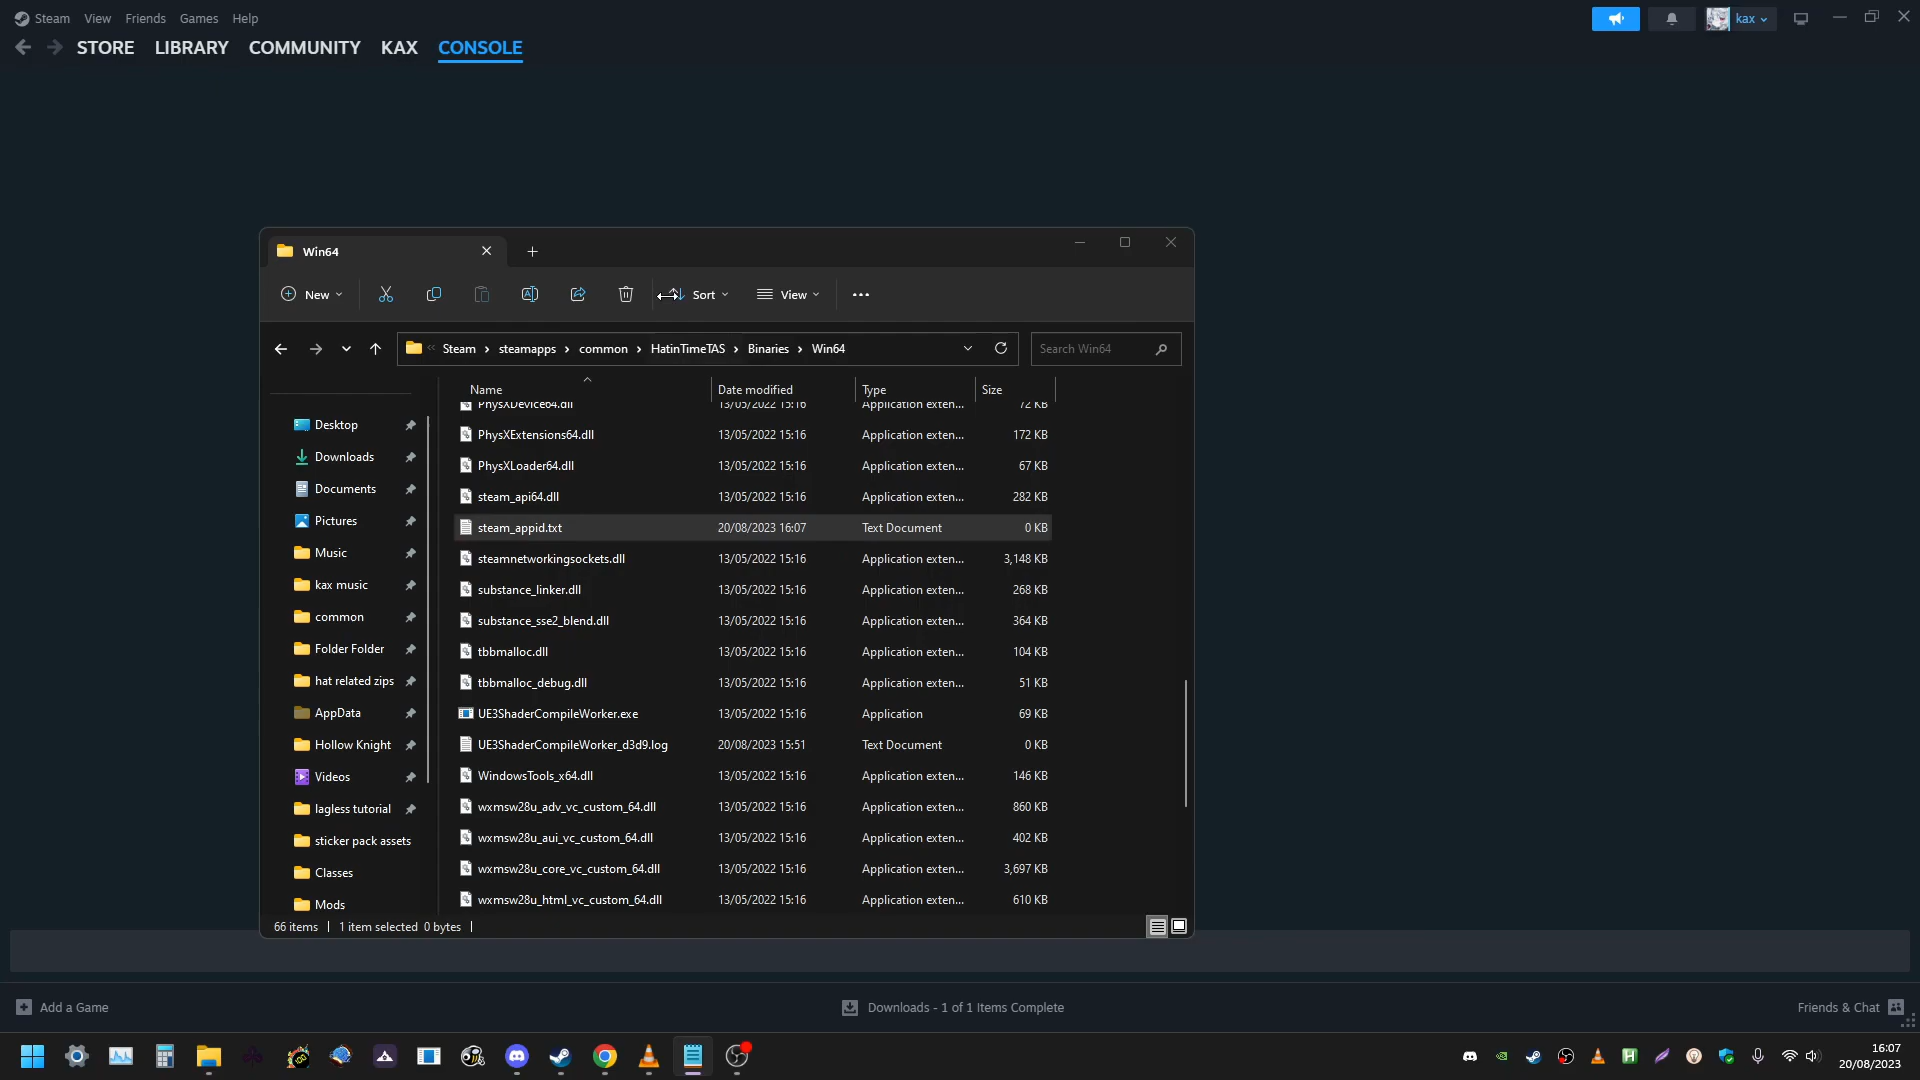 Steam View Friends Games Help
kax
STORE LIBRARY COMMUNITY KAX CONSOLE
Win64
New
Sort
View
Steam › steamapps › common › HatinTimeTAS › Binaries › Win64
Search Win64
Name Date modified Type Size
PhysXDevice64.dll 13/05/2022 15:16 Application exten... 72 KB
PhysXExtensions64.dll 13/05/2022 15:16 Application exten... 172 KB
PhysXLoader64.dll 13/05/2022 15:16 Application exten... 67 KB
steam_api64.dll 13/05/2022 15:16 Application exten... 282 KB
steam_appid.txt 20/08/2023 16:07 Text Document 0 KB
steamnetworkingsockets.dll 13/05/2022 15:16 Application exten... 3,148 KB
substance_linker.dll 13/05/2022 15:16 Application exten... 268 KB
substance_sse2_blend.dll 13/05/2022 15:16 Application exten... 364 KB
tbbmalloc.dll 13/05/2022 15:16 Application exten... 104 KB
tbbmalloc_debug.dll 13/05/2022 15:16 Application exten... 51 KB
UE3ShaderCompileWorker.exe 13/05/2022 15:16 Application 69 KB
UE3ShaderCompileWorker_d3d9.log 20/08/2023 15:51 Text Document 0 KB
WindowsTools_x64.dll 13/05/2022 15:16 Application exten... 146 KB
wxmsw28u_adv_vc_custom_64.dll 13/05/2022 15:16 Application exten... 860 KB
wxmsw28u_aui_vc_custom_64.dll 13/05/2022 15:16 Application exten... 402 KB
wxmsw28u_core_vc_custom_64.dll 13/05/2022 15:16 Application exten... 3,697 KB
wxmsw28u_html_vc_custom_64.dll 13/05/2022 15:16 Application exten... 610 KB
Desktop
Downloads
Documents
Pictures
Music
kax music
common
Folder Folder
hat related zips
AppData
Hollow Knight
Videos
lagless tutorial
sticker pack assets
Classes
Mods
66 items 1 item selected 0 bytes
Add a Game
Downloads - 1 of 1 Items Complete
Friends & Chat
16:07
20/08/2023